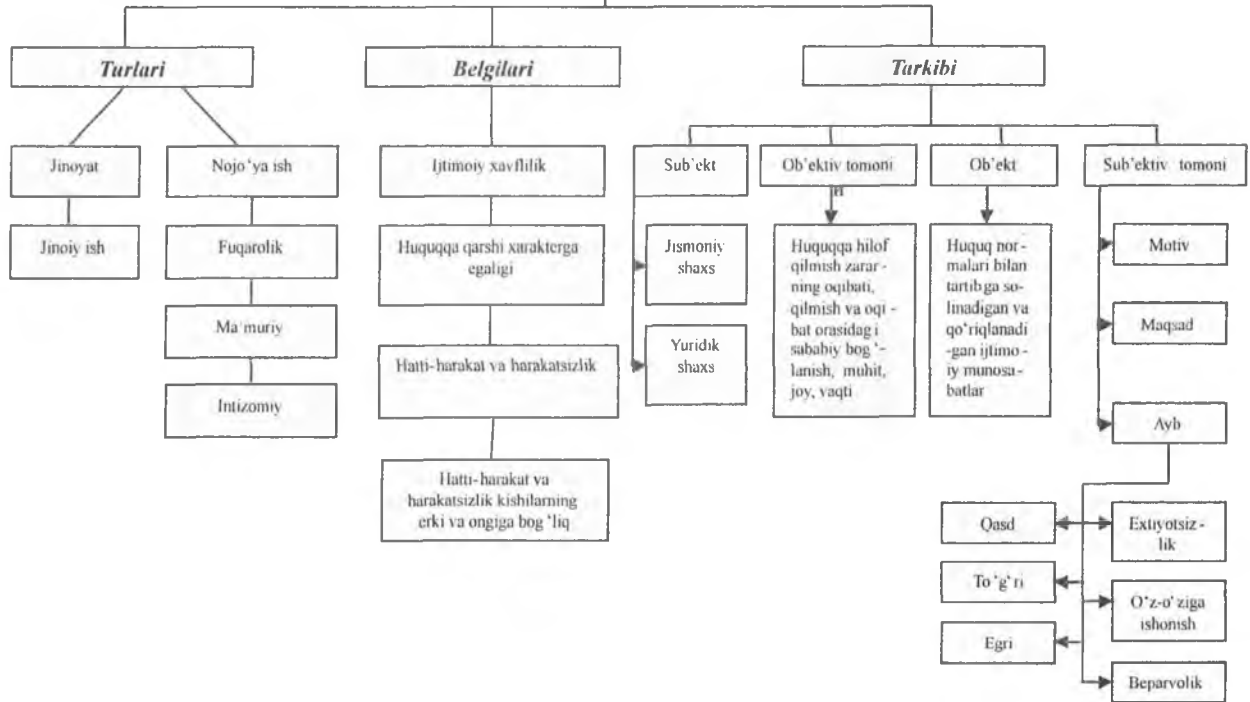 Turlari
Belgilari
Tarkibi
Jinoyat
Nojo‘ya ish
Ijtimoiy xavflilik
Sub’ekt
Ob’ektiv tomoni
Ob’ekt
Sub’ektiv tomoni
Jinoiy ish
Fuqarolik
Ma’muriy
Intizomiy
Huquqqa qarshi xarakterga
egaligi
Hatti-harakat va harakatsizlik
Hatti-harakat va
harakatsizlik kishilarning
erki va ongiga bog‘liq
Jismoniy
shaxs
Yuridik
shaxs
Huquqqa hilof
qilmish zarar-
ning oqibati,
qilmish va oqi-
bat orasidagi
sababiy bog‘-
lanish, muhit,
joy, vaqti
Huquq nor-
malari bilan
tartibga so-
linadigan va
qo‘riqlanadi
-gan ijtimo-
iy munosa-
batlar
Motiv
Maqsad
Ayb
Qasd
Extiyotsiz-
lik
To‘g‘ri
O‘z-o‘ziga
ishonish
Egri
Beparvolik